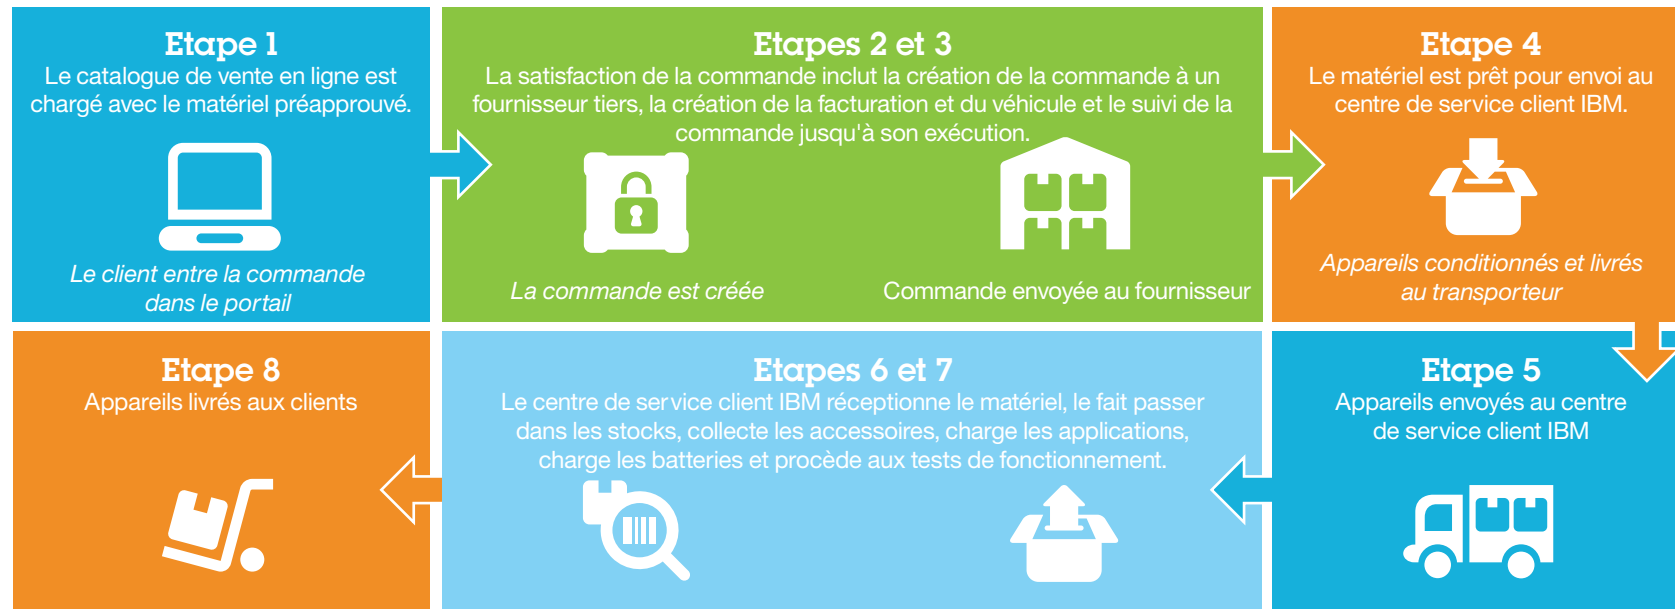 Etape 1
Le catalogue de vente en ligne est
chargé avec le matériel préapprouvé.
Le client entre la commande
dans le portail
Etapes 2 et 3
La satisfaction de la commande inclut la création de la commande à un
fournisseur tiers, la création de la facturation et du véhicule et le suivi de la
commande jusqu'à son exécution.
La commande est créée
Commande envoyée au fournisseur
Etape 4
Le matériel est prêt pour envoi au
centre de service client IBM.
Appareils conditionnés et livrés
au transporteur
Etape 5
Appareils envoyés au centre
de service client IBM
Etapes 6 et 7
Le centre de service client IBM réceptionne le matériel, le fait passer
dans les stocks, collecte les accessoires, charge les applications,
charge les batteries et procède aux tests de fonctionnement.
Etape 8
Appareils livrés aux clients